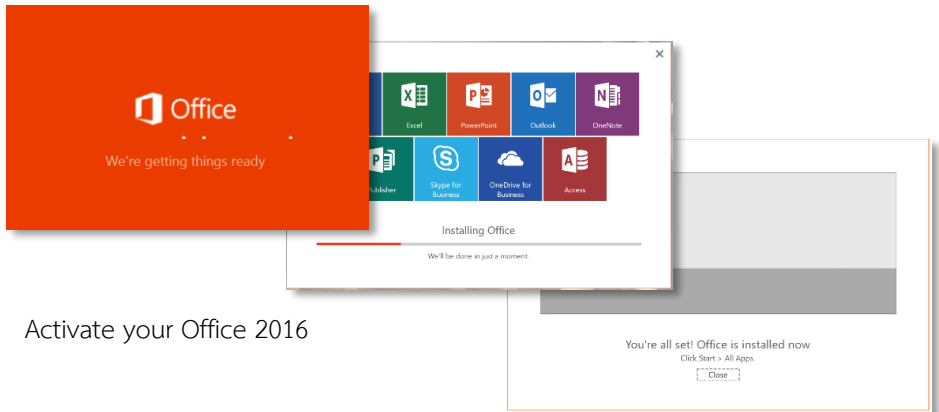 Office
We're getting things ready
Excel
PowerPoint
Outlook
OneNote
Skype for
Business
OneDrive for
Business
Access
Installing Office
We'll be done in just a moment.
You're all set! Office is installed now
Click Start > All Apps.
Close
Activate your Office 2016